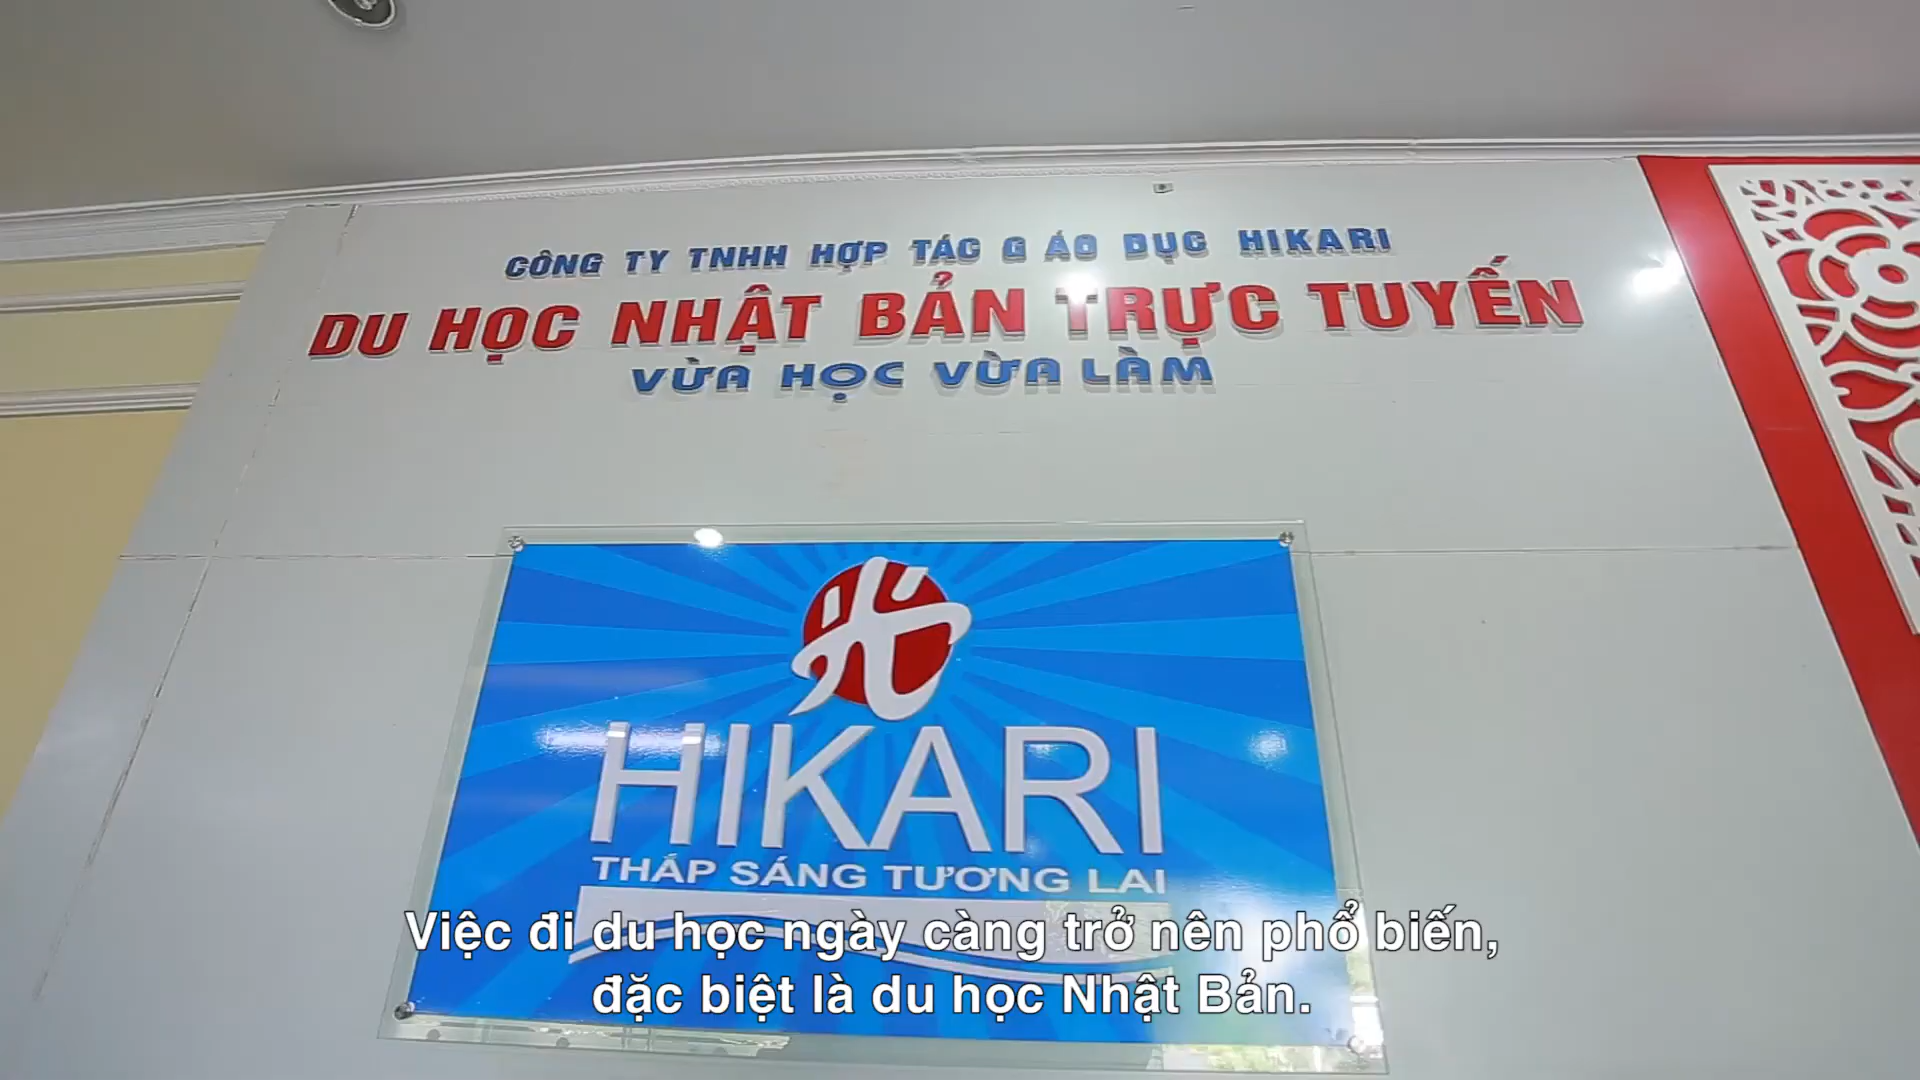 CÔNG TY TNHH HỢP TÁC G ÁO DỤC HIKARI
DU HỌC NHẬT BẢN TRỰC TUYẾN
VỪA HỌC VỪA LÀM
光
HIKARI
THẮP SÁNG TƯƠNG LAI
Việc đi du học ngày càng trở nên phổ biến,
đặc biệt là du học Nhật Bản.